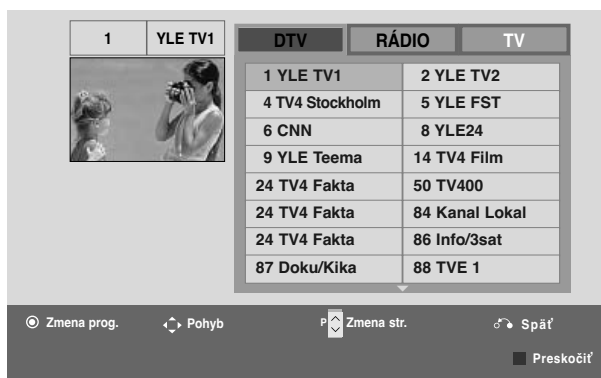 1 YLE TV1
DTV RÁDIO TV
1 YLE TV1 2 YLE TV2
4 TV4 Stockholm 5 YLE FST
6 CNN 8 YLE24
9 YLE Teema 14 TV4 Film
24 TV4 Fakta 50 TV400
24 TV4 Fakta 84 Kanal Lokal
24 TV4 Fakta 86 Info/3sat
87 Doku/Kika 88 TVE 1
Zmena prog. Pohyb P Zmena str. Späť
Preskočiť